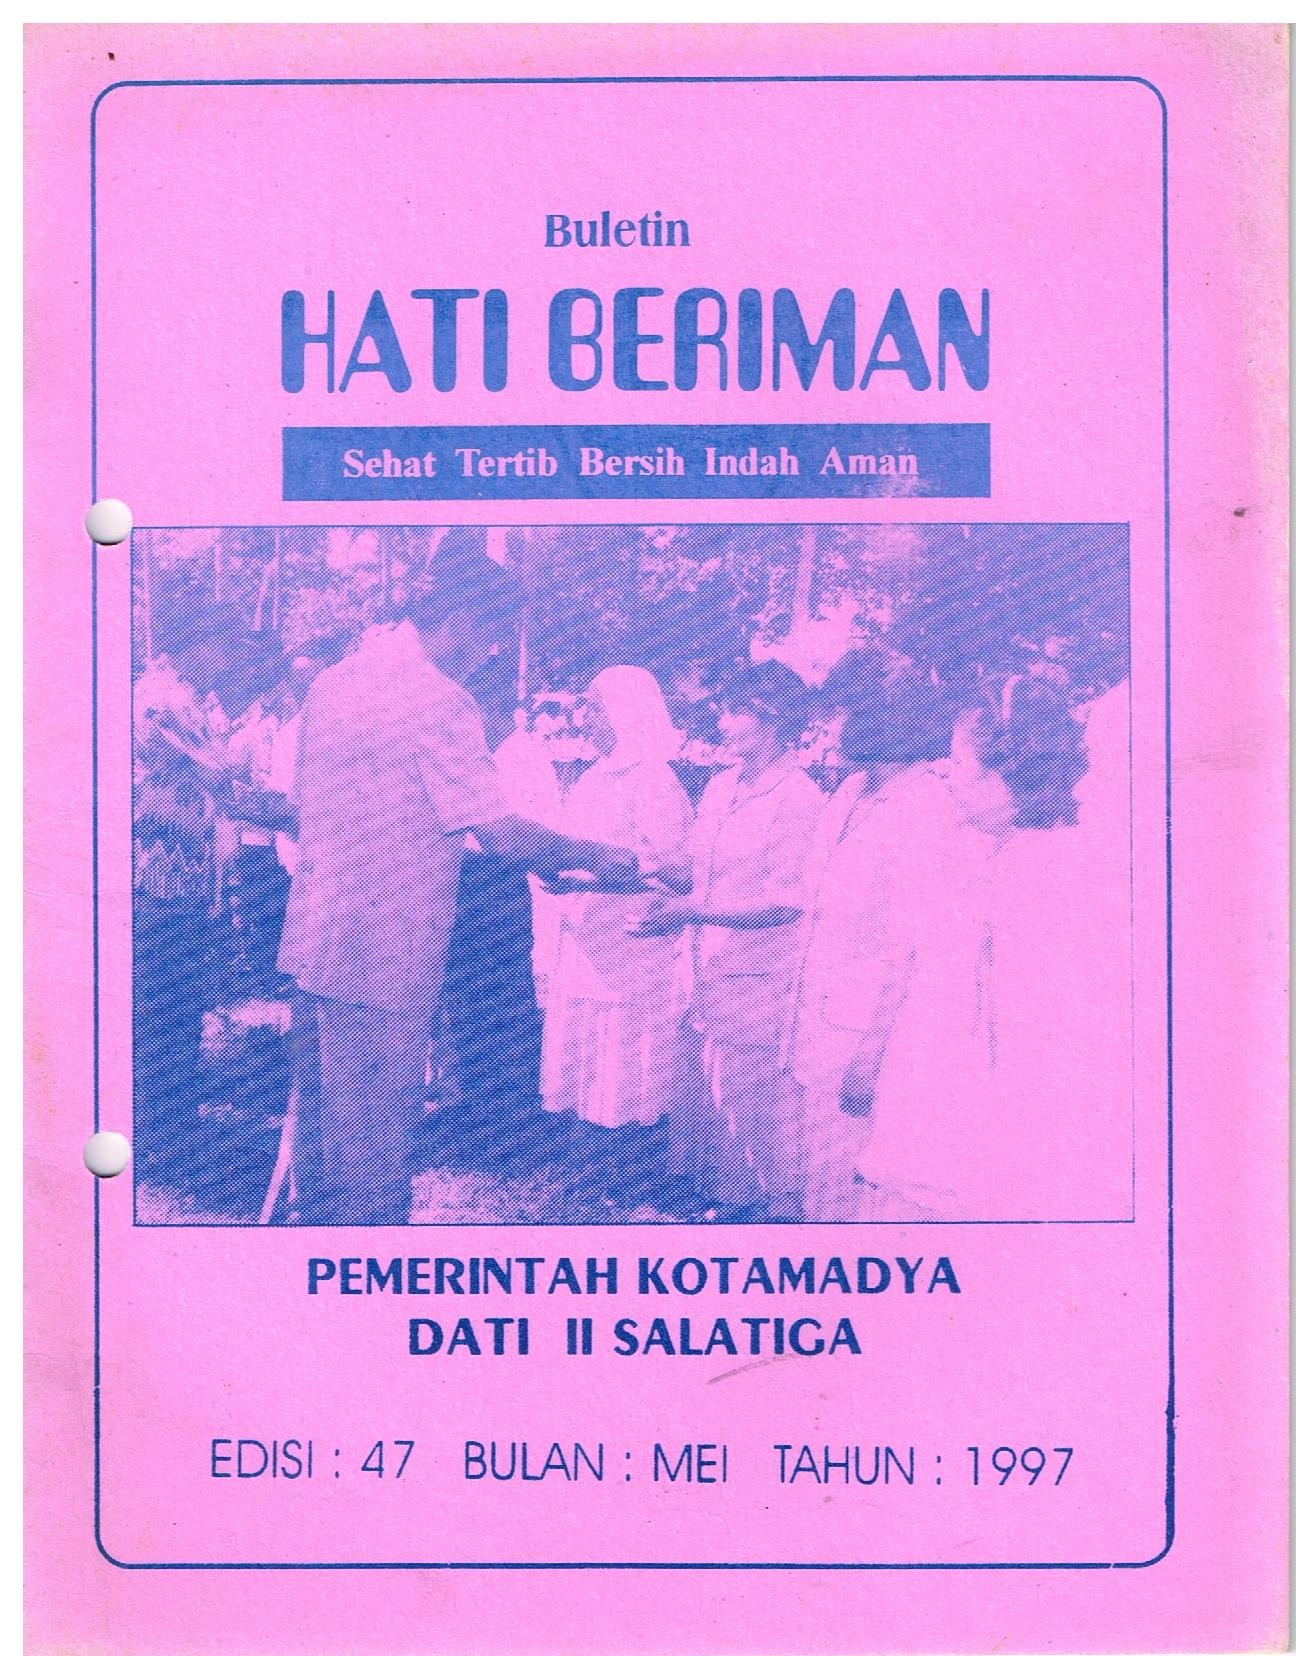 Buletin
HATI BERIMAN
Sehat Tertib Bersih Indah Aman
PEMERINTAH KOTAMADYA
DATI II SALATIGA
EDISI : 47 BULAN : MEI TAHUN : 1997